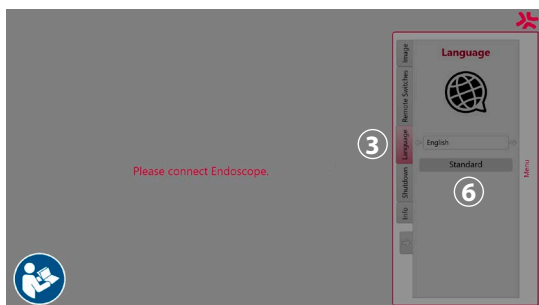 Image
Remote Switches
Language
Shutdown
Info
Language
English
Standard
Menu
Please connect Endoscope.
3
6